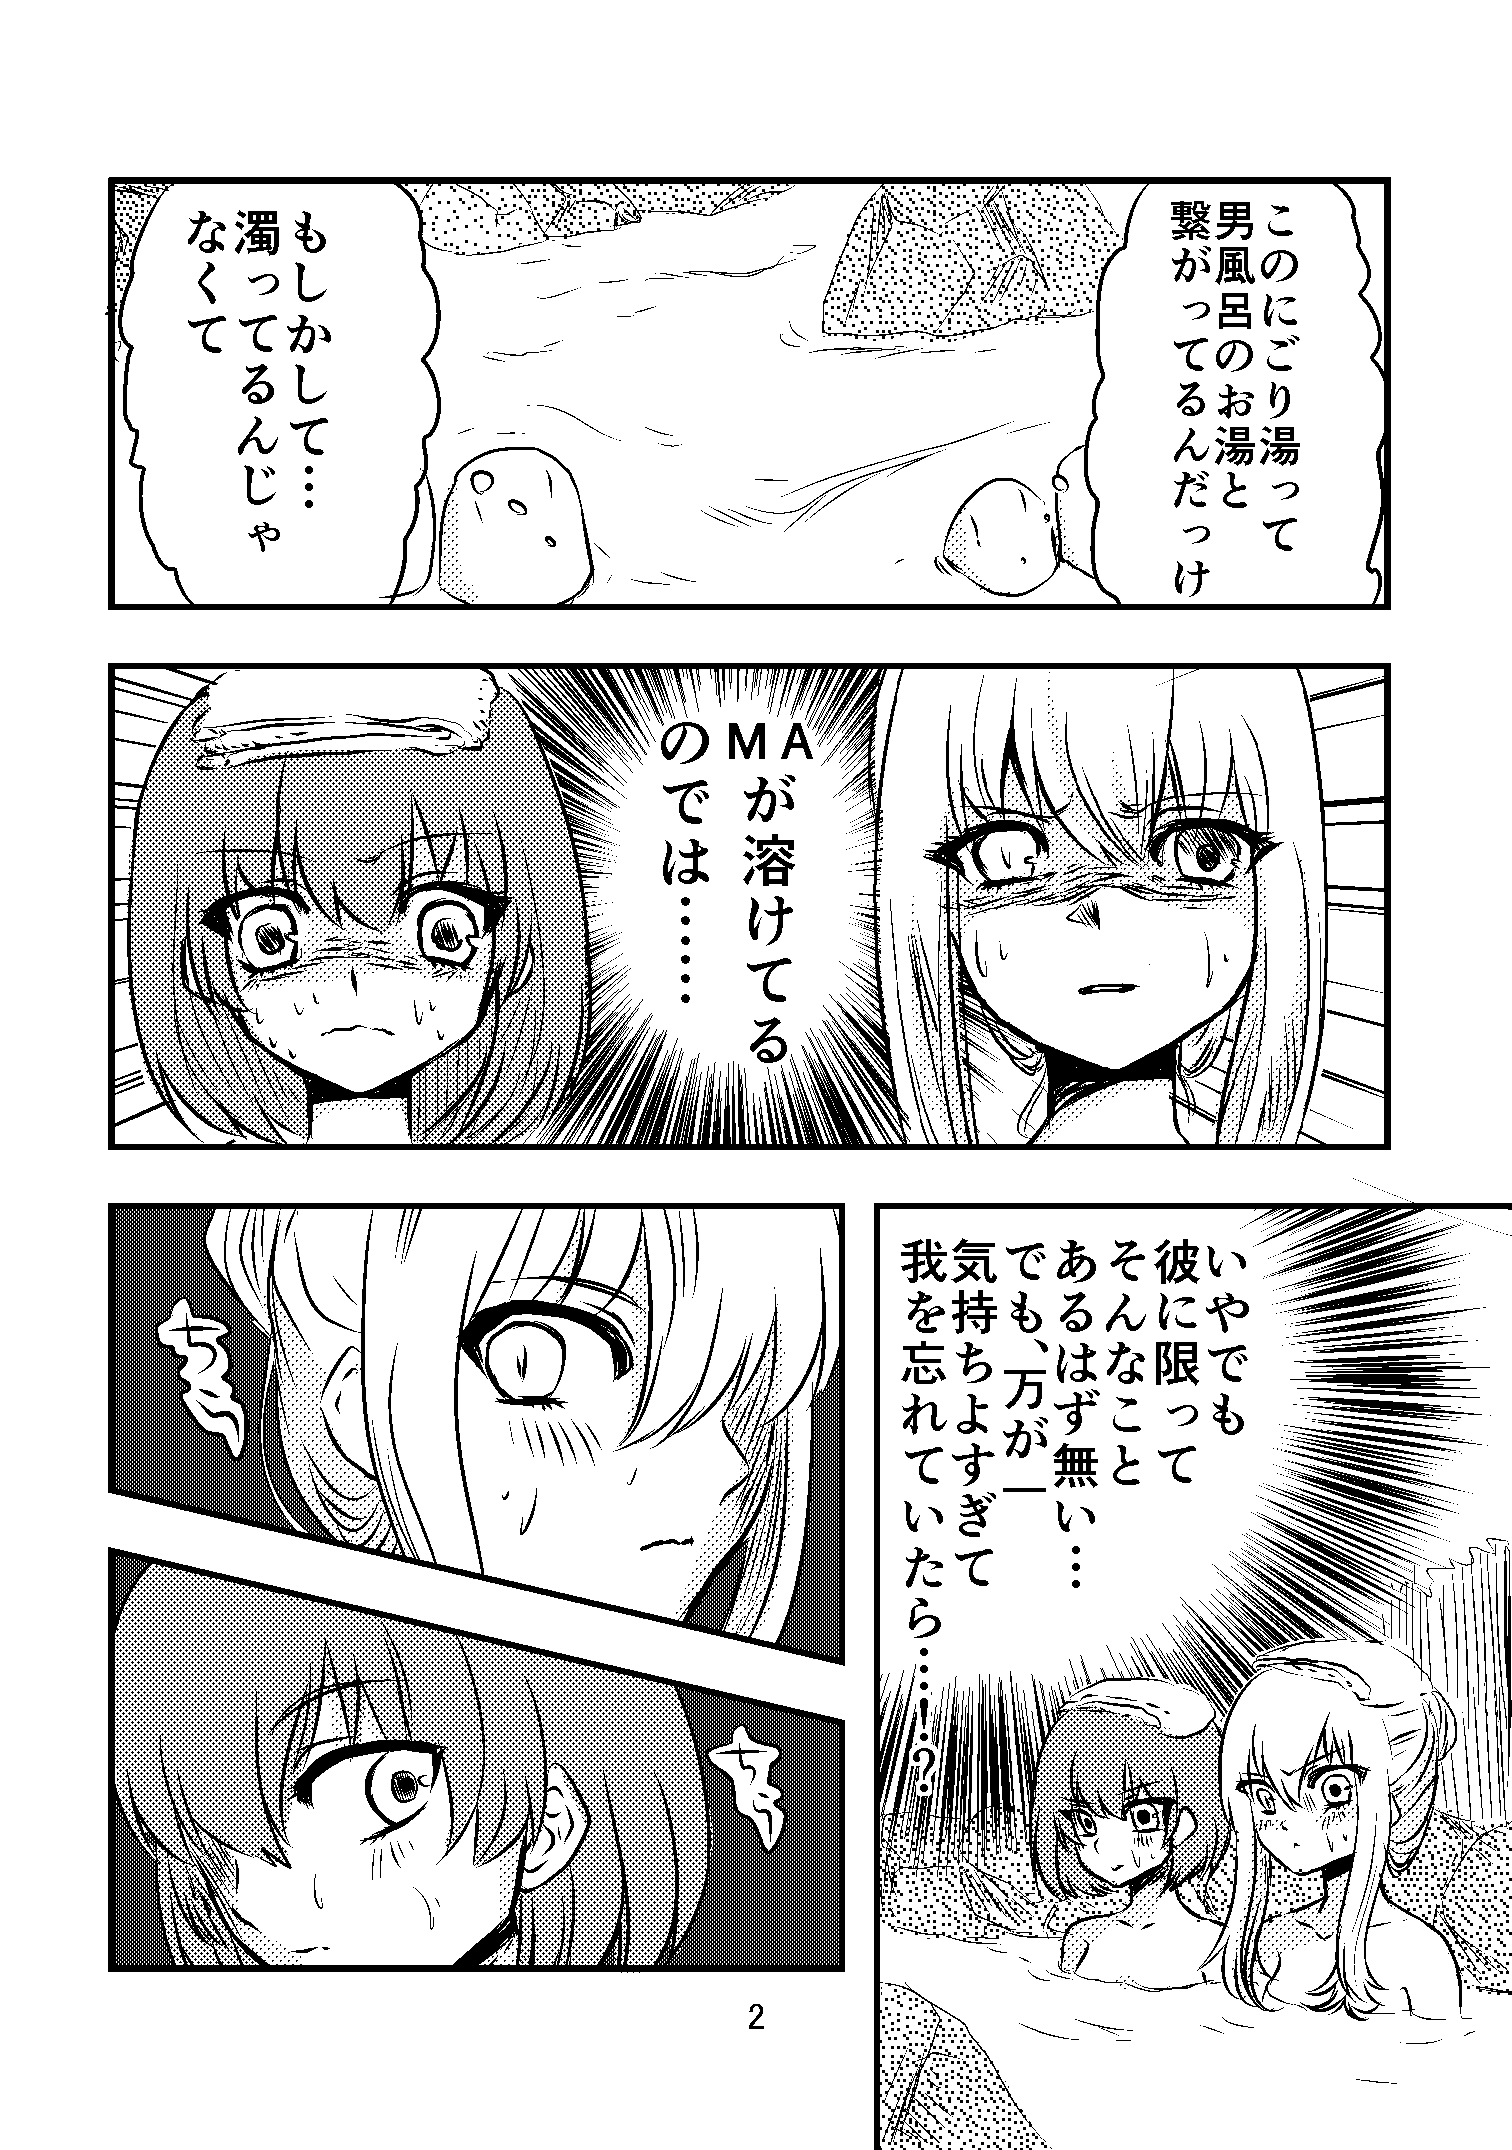 このにごり湯って
男風呂のお湯と
繋がってるんだっけ
もしかして…
濁ってるんじゃ
なくて
ＭＡが溶けてる
のでは………
いやでも
彼に限って
そんなこと
あるはず無い…
でも、万が一
気持ちよすぎて
我を忘れていたら…！？
ちらっ
ちらっ
2